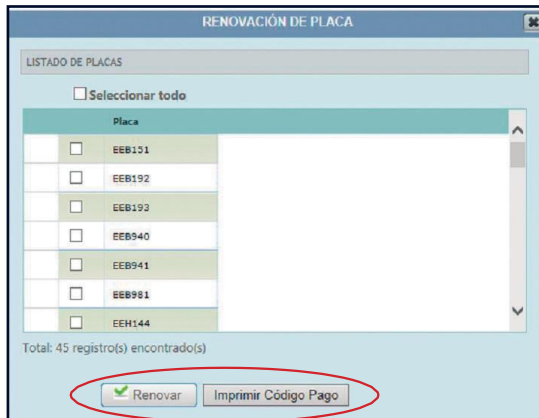 RENOVACIÓN DE PLACA
LISTADO DE PLACAS
Seleccionar todo
Placa
EEB151
EEB192
EEB193
EEB940
EEB941
EEB981
EEH144
Total: 45 registro(s) encontrado(s)
Renovar Imprimir Código Pago